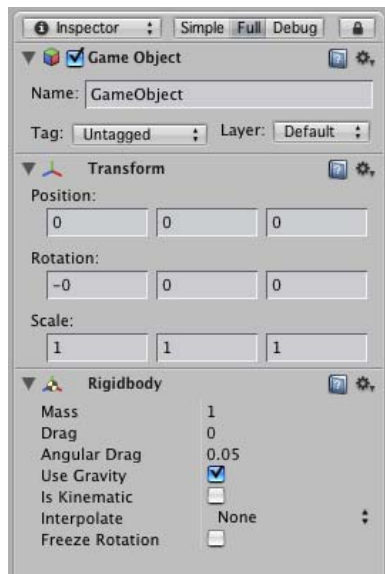 Inspector Simple Full Debug
Game Object
Name: GameObject
Tag: Untagged Layer: Default
Transform
Position:
0 0 0
Rotation:
-0 0 0
Scale:
1 1 1
Rigidbody
Mass 1
Drag 0
Angular Drag 0.05
Use Gravity
Is Kinematic
Interpolate None
Freeze Rotation